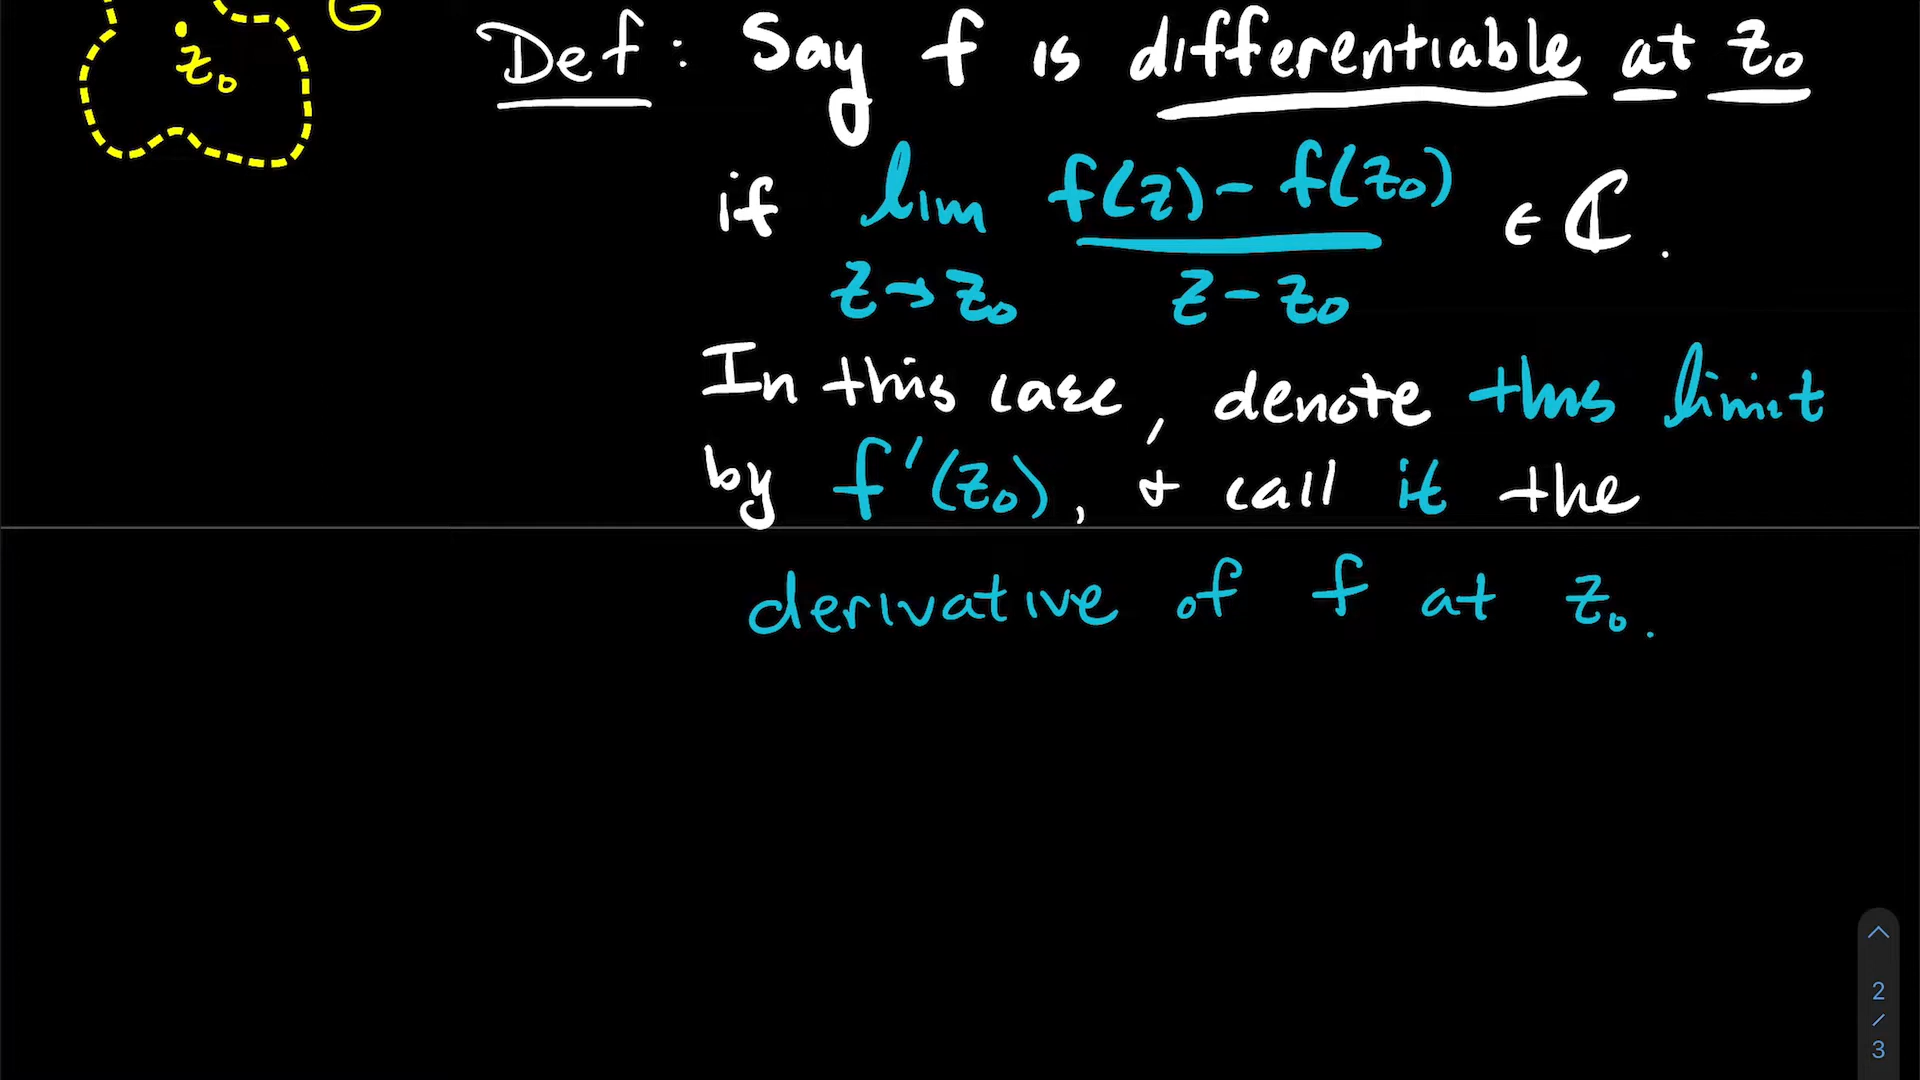 G
z₀
Def: Say f is differentiable at z₀
if lim f(z) - f(z₀) ∈ ℂ.
z → z₀ z - z₀
In this case, denote this limit
by f'(z₀), & call it the
derivative of f at z₀.
2
/
3